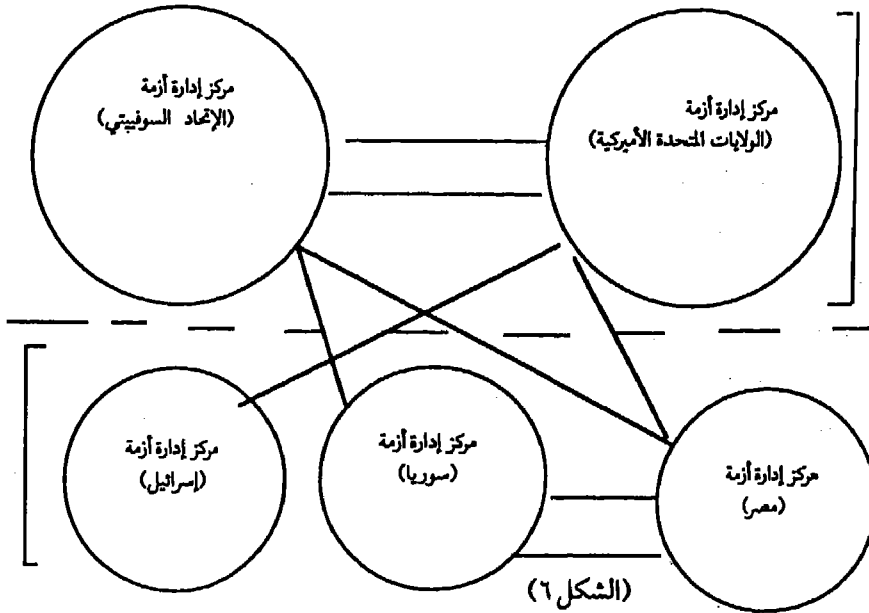 مركز إدارة أزمة
(الولايات المتحدة الأميركية)
مركز إدارة أزمة
(الإتحاد السوفييتي)
مركز إدارة أزمة
(مصر)
مركز إدارة أزمة
(سوريا)
مركز إدارة أزمة
(إسرائيل)
(الشكل ٦)